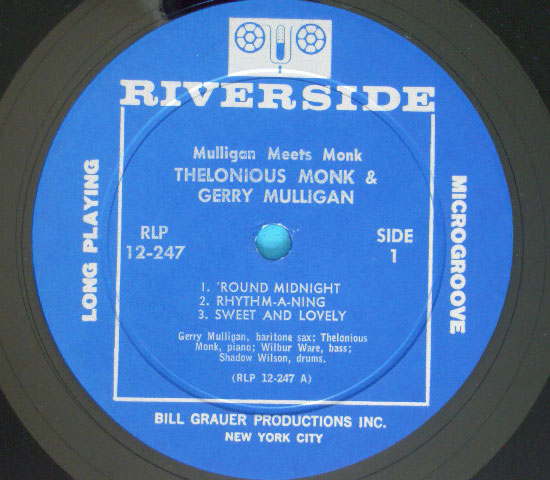 RIVERSIDE
Mulligan Meets Monk
THELONIOUS MONK &
GERRY MULLIGAN
LONG PLAYING
RLP
12-247
SIDE
1
MICROGROOVE
1. 'ROUND MIDNIGHT
2. RHYTHM-A-NING
3. SWEET AND LOVELY
Gerry Mulligan, baritone sax; Thelonious
Monk, piano; Wilbur Ware, bass;
Shadow Wilson, drums.
(RLP 12-247 A)
BILL GRAUER PRODUCTIONS INC.
NEW YORK CITY